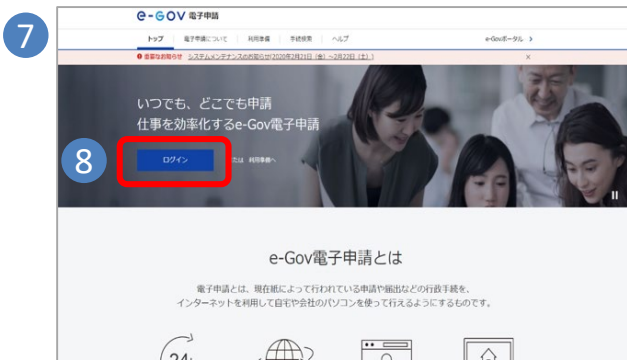 7
e-GOV 電子申請
トップ 電子申請について 利用準備 手続検索 ヘルプ e-Govポータル
重要なお知らせ システムメンテナンスのお知らせ(2020年2月21日(金)~2月22日(土))
いつでも、どこでも申請
仕事を効率化するe-Gov電子申請
8
ログイン たは 利用準備へ
e-Gov電子申請とは
電子申請とは、現在紙によって行われている申請や届出などの行政手続を、
インターネットを利用して自宅や会社のパソコンを使って行えるようにするものです。
24